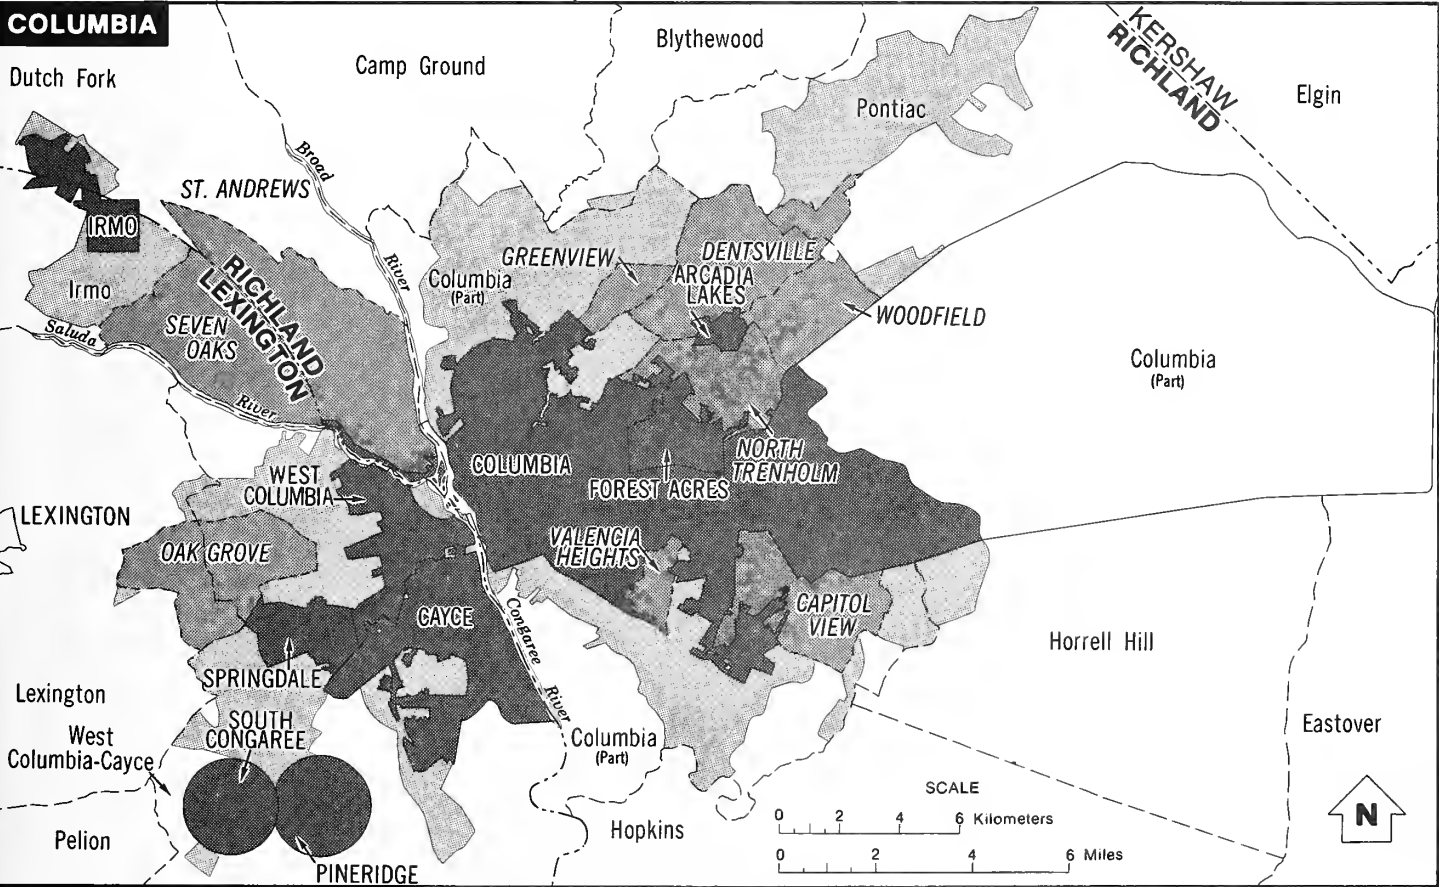 COLUMBIA
Dutch Fork
Camp Ground
Blythewood
KERSHAW
RICHLAND
Elgin
Pontiac
Broad
River
ST. ANDREWS
IRMO
Irmo
RICHLAND
LEXINGTON
SEVEN
OAKS
Saluda
River
Columbia
(Part)
GREENVIEW
DENTSVILLE
ARCADIA
LAKES
WOODFIELD
Columbia
(Part)
NORTH
TRENHOLM
COLUMBIA
FOREST ACRES
WEST
COLUMBIA
LEXINGTON
OAK GROVE
VALENCIA
HEIGHTS
CAPITOL
VIEW
CAYCE
Congaree
River
Horrell Hill
SPRINGDALE
Lexington
SOUTH
CONGAREE
West
Columbia-Cayce
Columbia
(Part)
Eastover
Pelion
PINERIDGE
Hopkins
SCALE
0 2 4 6 Kilometers
0 2 4 6 Miles
N